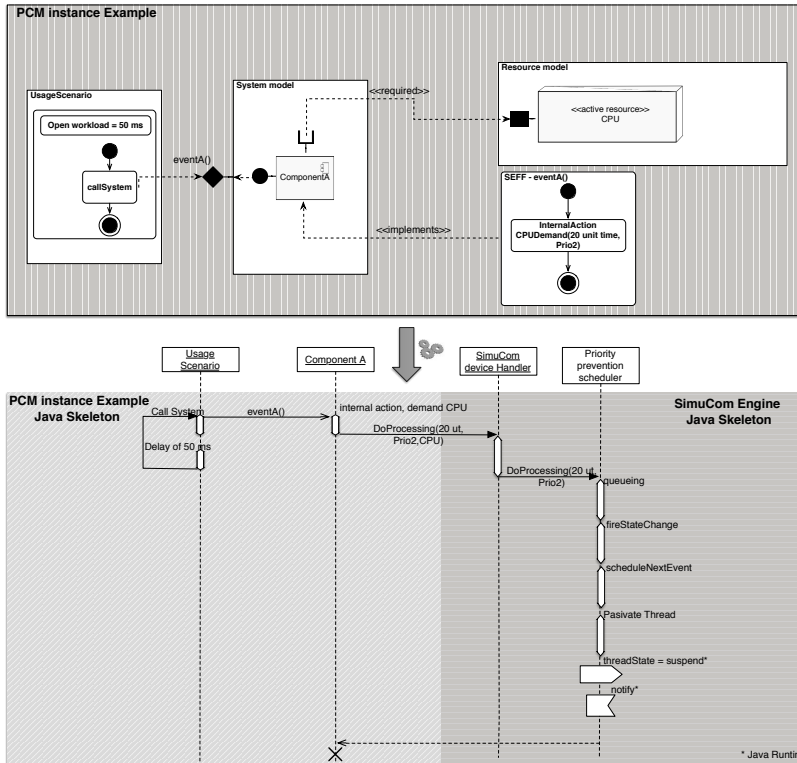 PCM instance Example
Resource model
UsageScenario
System model
<<required>>
<<active resource>>
CPU
Open workload = 50 ms
eventA()
callSystem
ComponentA
SEFF - eventA()
<<implements>>
InternalAction
CPUDemand(20 unit time,
Prio2)
Usage
Scenario
Component A
SimuCom
device Handler
Priority
prevention
scheduler
PCM instance Example
Java Skeleton
SimuCom Engine
Java Skeleton
Call System
eventA()
internal action, demand CPU
DoProcessing(20 ut,
Prio2,CPU)
Delay of 50 ms
DoProcessing(20 ut,
Prio2)
queueing
fireStateChange
scheduleNextEvent
Pasivate Thread
threadState = suspend*
notify*
* Java Runtin